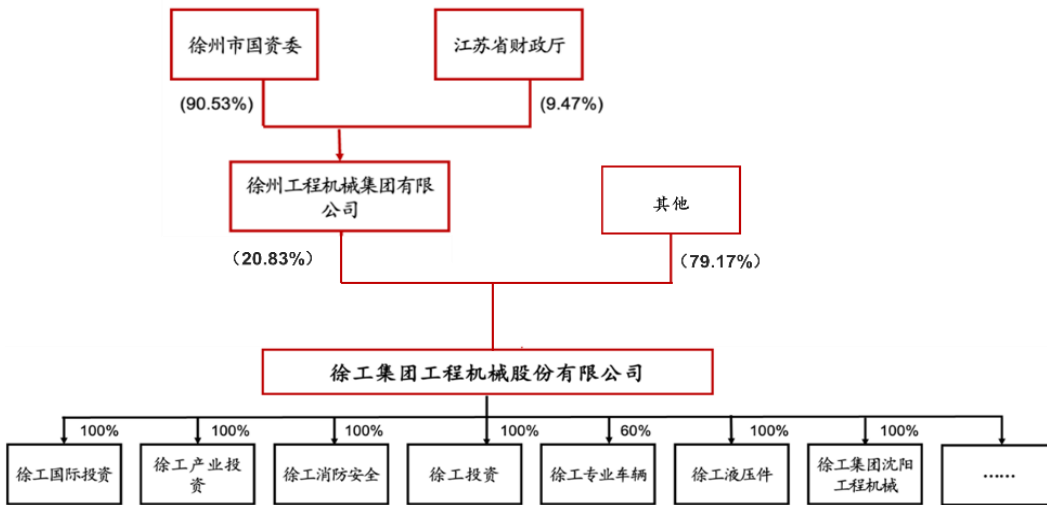 徐州市国资委
江苏省财政厅
(90.53%)
(9.47%)
徐州工程机械集团有限
公司
其他
（20.83%）
（79.17%）
徐工集团工程机械股份有限公司
100%
100%
100%
100%
60%
100%
100%
徐工国际投资
徐工产业投
资
徐工消防安全
徐工投资
徐工专业车辆
徐工液压件
徐工集团沈阳
工程机械
……